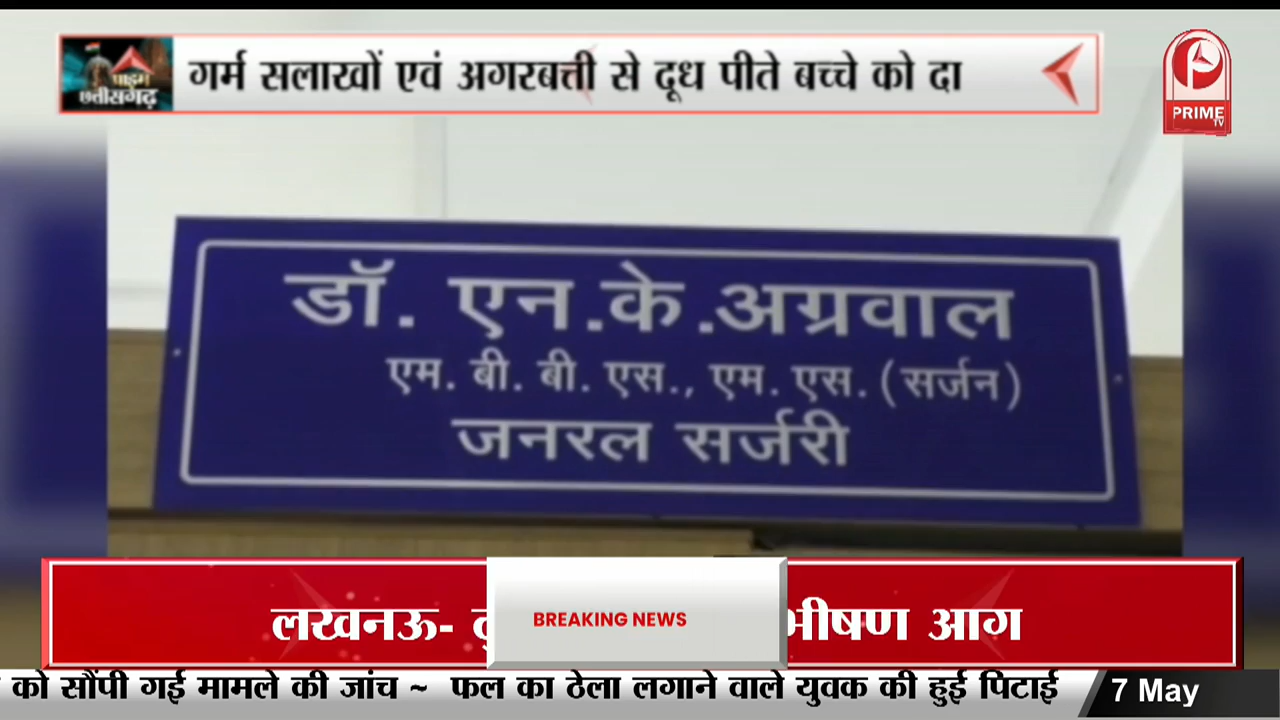 प्राइम
छत्तीसगढ़
गर्म सलाखों एवं अगरबत्ती से दूध पीते बच्चे को दा
PRIME
TV
डॉ. एन.के.अग्रवाल
एम. बी. बी. एस., एम. एस. (सर्जन)
जनरल सर्जरी
लखनऊ-
BREAKING NEWS
भीषण आग
को सौंपी गई मामले की जांच ~ फल का ठेला लगाने वाले युवक की हुई पिटाई
7 May